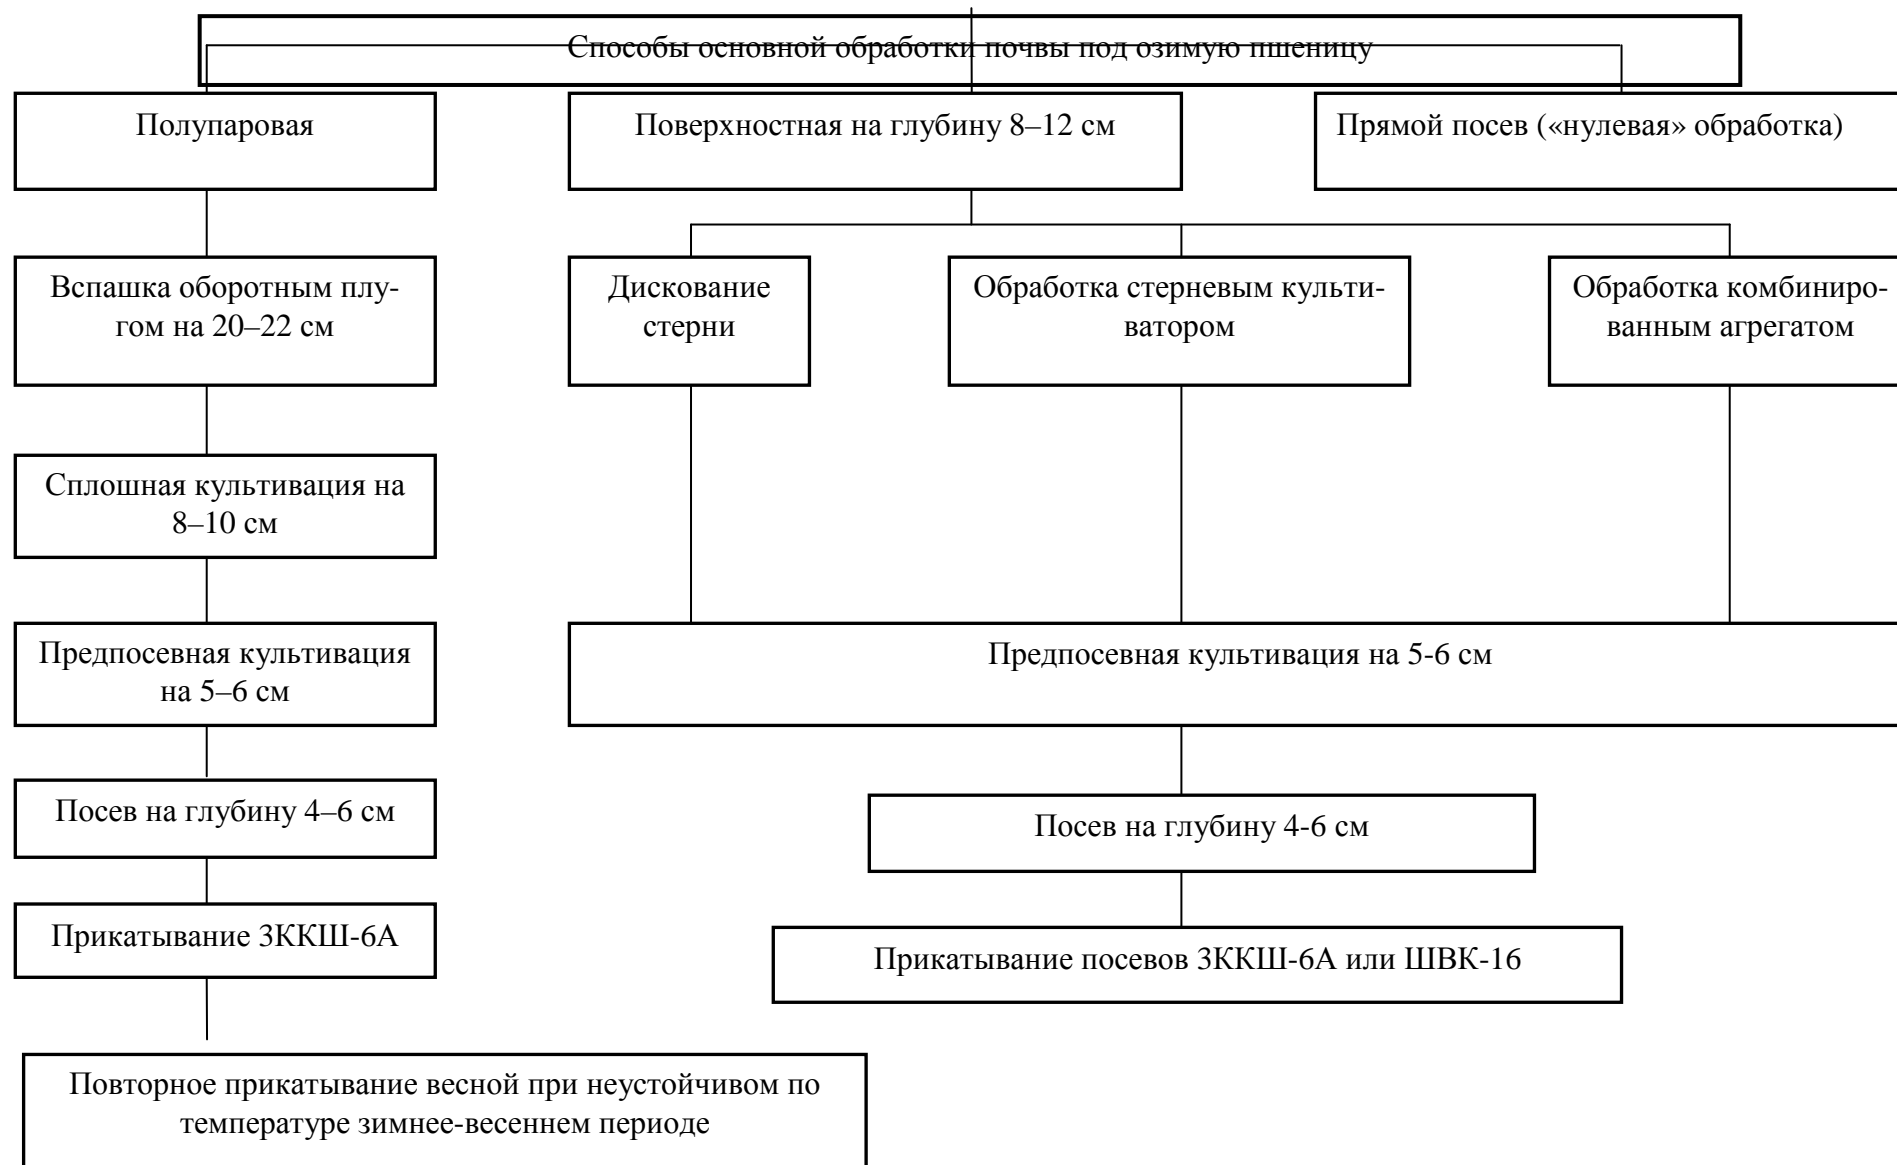 Способы основной обработки почвы под озимую пшеницу
Полупаровая
Поверхностная на глубину 8–12 см
Прямой посев («нулевая» обработка)
Вспашка оборотным плу-
гом на 20–22 см
Дискование
стерни
Обработка стерневым культи-
ватором
Обработка комбиниро-
ванным агрегатом
Сплошная культивация на
8–10 см
Предпосевная культивация
на 5–6 см
Предпосевная культивация на 5-6 см
Посев на глубину 4–6 см
Посев на глубину 4-6 см
Прикатывание 3ККШ-6А
Прикатывание посевов 3ККШ-6А или ШВК-16
Повторное прикатывание весной при неустойчивом по
температуре зимнее-весеннем периоде